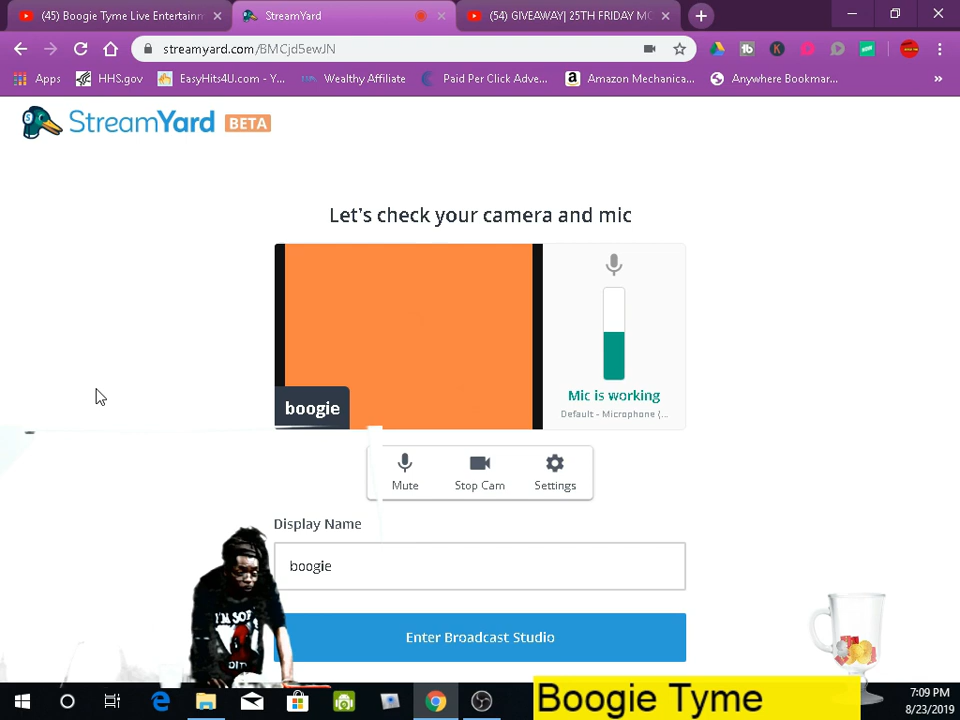 (45) Boogie Tyme Live Entertainm
StreamYard
(54) GIVEAWAY| 25TH FRIDAY MO
streamyard.com/BMCjd5ewJN
Apps
HHS.gov
EasyHits4U.com - Y...
Wealthy Affiliate
Paid Per Click Adve...
Amazon Mechanica...
Anywhere Bookmar...
»
StreamYard BETA
Let's check your camera and mic
boogie
Mic is working
Default - Microphone (...
Mute
Stop Cam
Settings
Display Name
boogie
Enter Broadcast Studio
I'M SO
Boogie Tyme
7:09 PM
8/23/2019